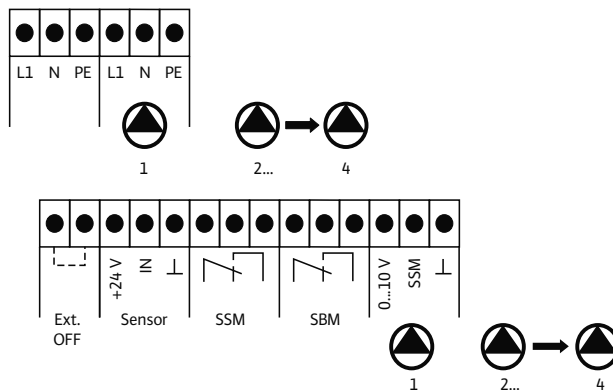 L1 N PE L1 N PE
1 2... 4
+24 V IN 0...10 V SSM
Ext. OFF Sensor SSM SBM
1 2... 4